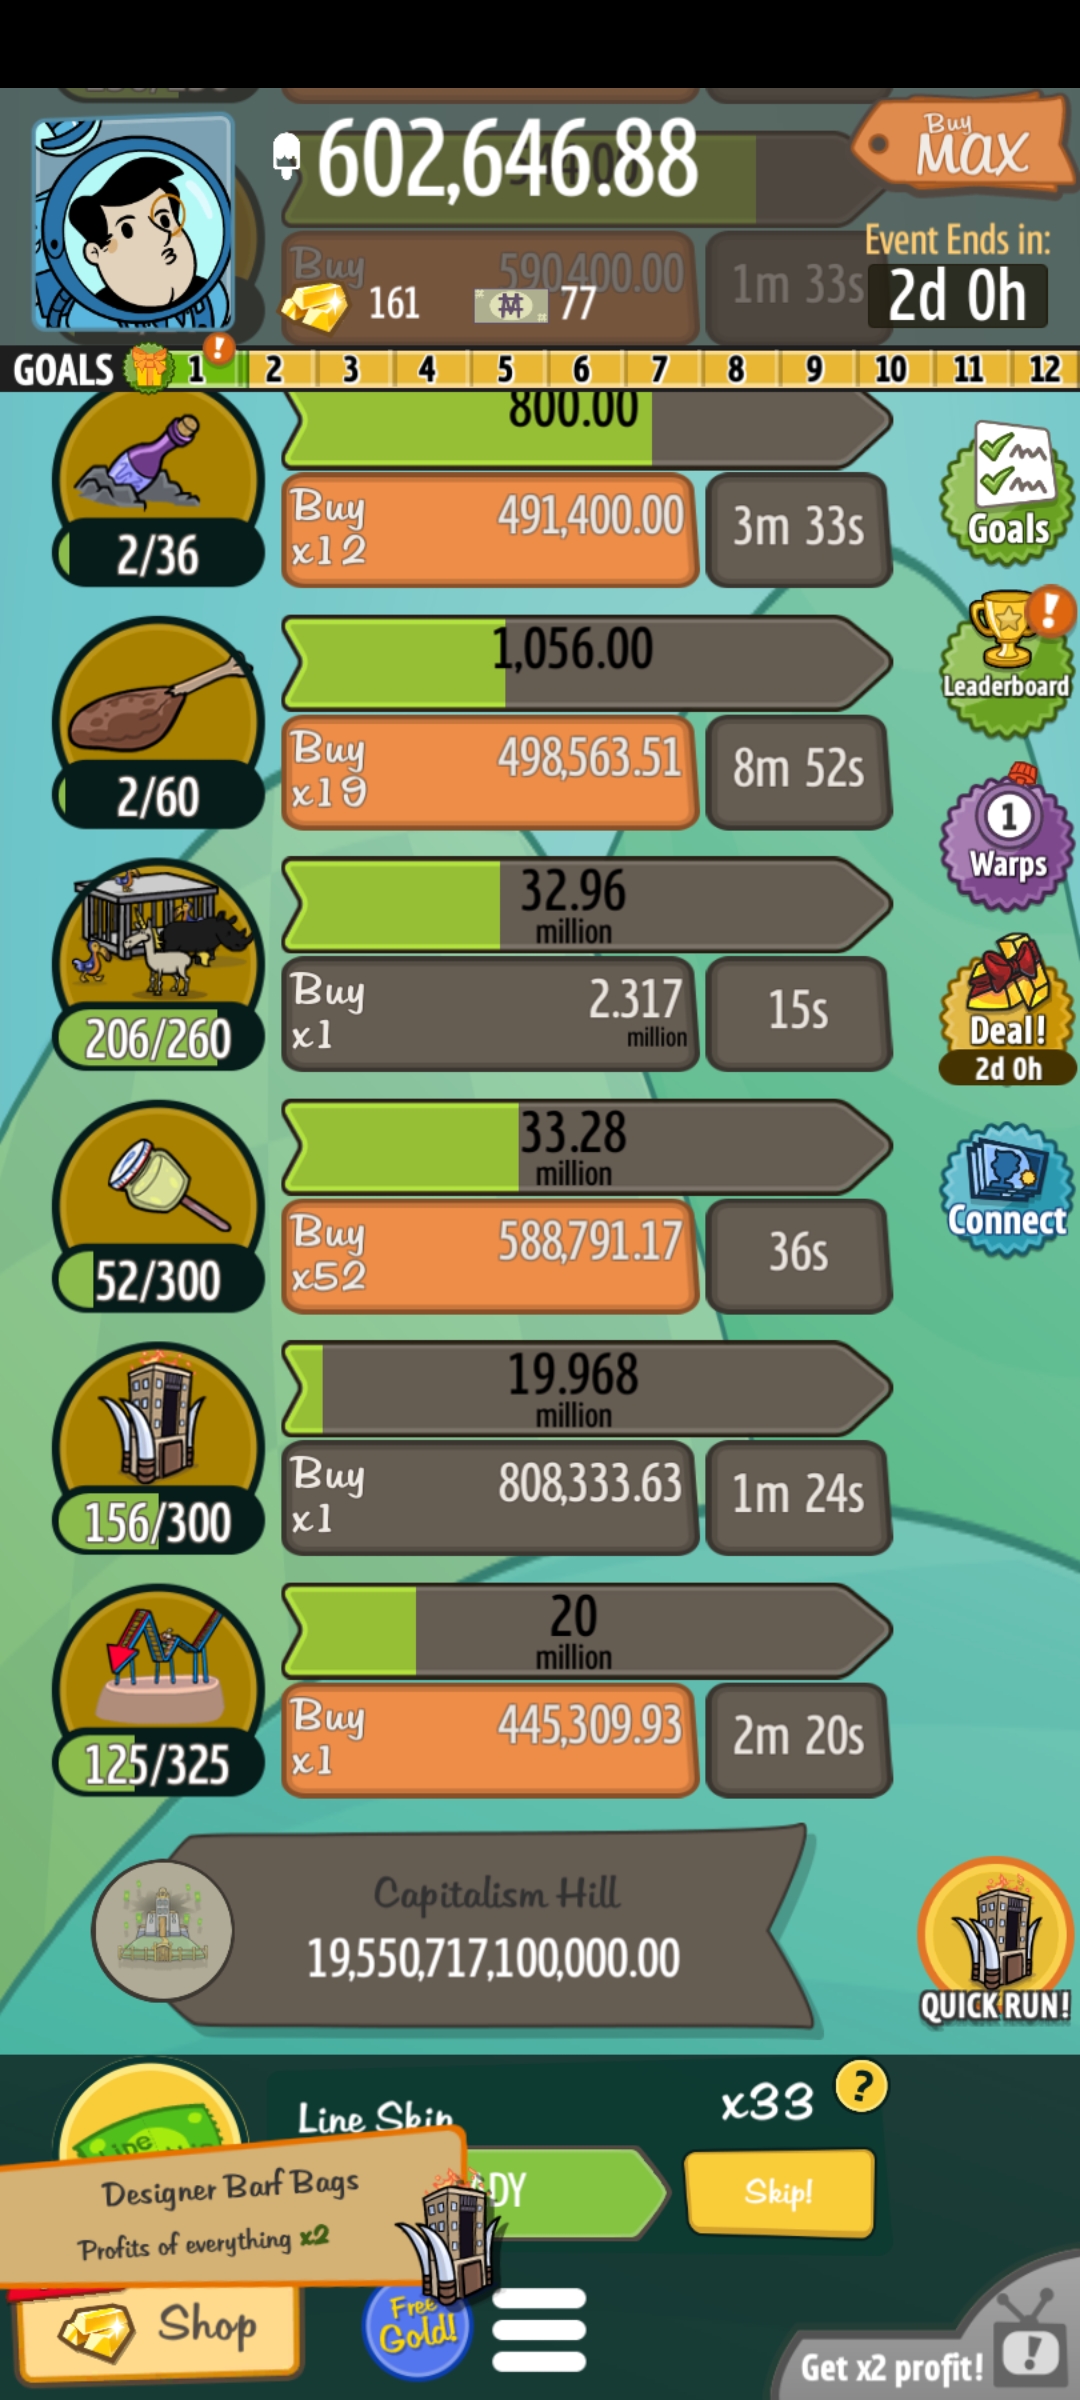 602,646.88
Buy
MAX
Event Ends in:
2d 0h
Buy
590,400.00
1m 33s
161
77
GOALS
1
!
2
3
4
5
6
7
8
9
10
11
12
800.00
Buy
x12
491,400.00
3m 33s
2/36
Goals
1,056.00
Buy
x19
498,563.51
8m 52s
2/60
!
Leaderboard
1
Warps
32.96
million
Buy
x1
2.317
million
15s
206/260
Deal!
2d 0h
33.28
million
Buy
x52
588,791.17
36s
52/300
Connect
19.968
million
Buy
x1
808,333.63
1m 24s
156/300
20
million
Buy
x1
445,309.93
2m 20s
125/325
Capitalism Hill
19,550,717,100,000.00
QUICK RUN!
Line Skip
x33
?
DY
Skip!
Designer Barf Bags
Profits of everything x2
Shop
Free
Gold!
Get x2 profit!
!